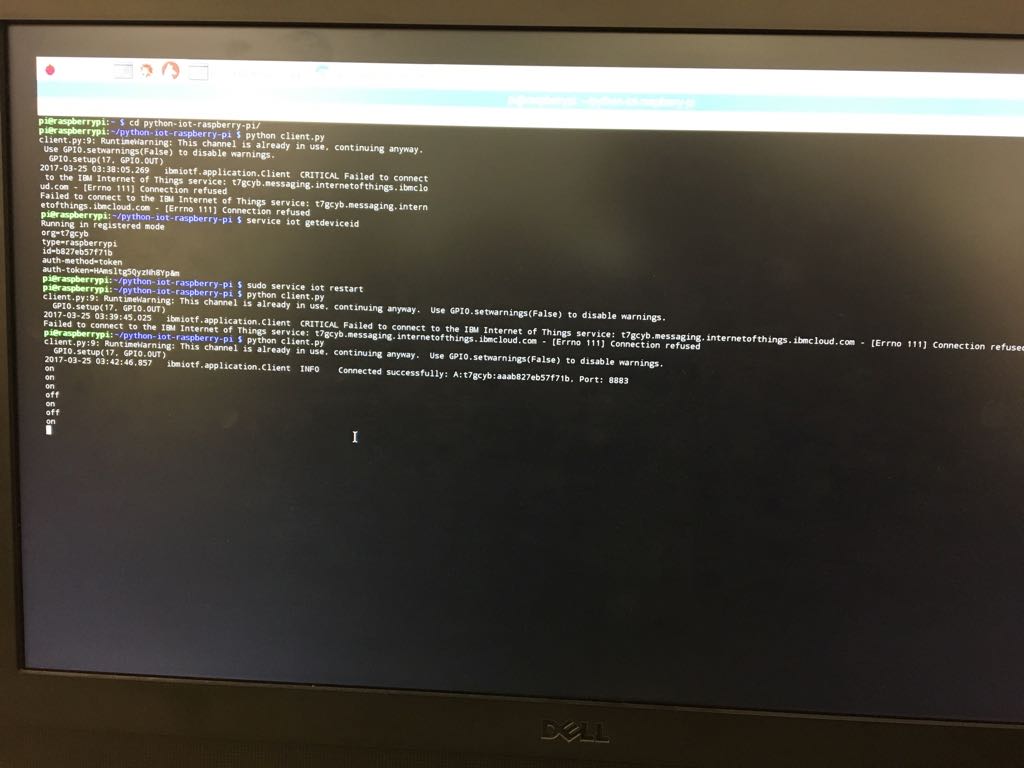 pi@raspberrypi:~ $ cd python-iot-raspberry-pi/
pi@raspberrypi:~/python-iot-raspberry-pi $ python client.py
client.py:9: RuntimeWarning: This channel is already in use, continuing anyway.
Use GPIO.setwarnings(False) to disable warnings.
GPIO.setup(17, GPIO.OUT)
2017-03-25 03:38:05.269 ibmiotf.application.Client CRITICAL Failed to connect
to the IBM Internet of Things service: t7gcyb.messaging.internetofthings.ibmclo
ud.com - [Errno 111] Connection refused
Failed to connect to the IBM Internet of Things service: t7gcyb.messaging.intern
etofthings.ibmcloud.com - [Errno 111] Connection refused
pi@raspberrypi:~/python-iot-raspberry-pi $ service iot getdeviceid
Running in registered mode
org=t7gcyb
type=raspberrypi
id=b827eb57f71b
auth-method=token
pi@raspberrypi:~/python-iot-raspberry-pi $ sudo service iot restart
pi@raspberrypi:~/python-iot-raspberry-pi $ python client.py
client.py:9: RuntimeWarning: This channel is already in use, continuing anyway. Use GPIO.setwarnings(False) to disable warnings.
GPIO.setup(17, GPIO.OUT)
2017-03-25 03:39:45,025 ibmiotf.application.Client CRITICAL Failed to connect to the IBM Internet of Things service: t7gcyb.messaging.internetofthings.ibmcloud.com - [Errno 111] Connection refused
Failed to connect to the IBM Internet of Things service: t7gcyb.messaging.internetofthings.ibmcloud.com - [Errno 111] Connection refused
pi@raspberrypi:~/python-iot-raspberry-pi $ python client.py
client.py:9: RuntimeWarning: This channel is already in use, continuing anyway. Use GPIO.setwarnings(False) to disable warnings.
GPIO.setup(17, GPIO.OUT)
2017-03-25 03:42:46,857 ibmiotf.application.Client INFO Connected successfully: A:t7gcyb:aaab827eb57f71b, Port: 8883
on
on
on
off
on
off
on
DELL